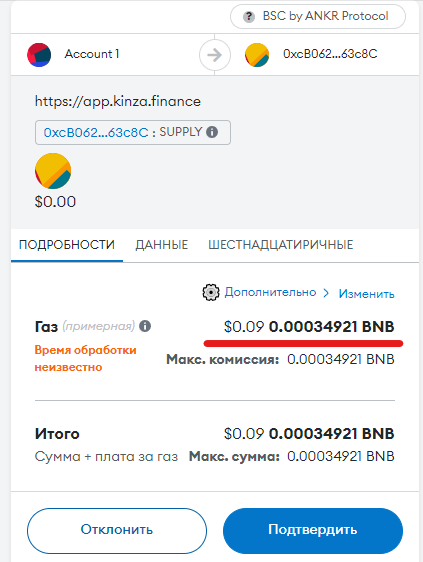 BSC by ANKR Protocol
Account 1
0xcB062...63c8C
https://app.kinza.finance
0xcB062...63c8C : SUPPLY
$0.00
ПОДРОБНОСТИ ДАННЫЕ ШЕСТНАДЦАТИРИЧНЫЕ
Дополнительно > Изменить
Газ (примерная) $0.09 0.00034921 BNB
Время обработки неизвестно
Макс. комиссия: 0.00034921 BNB
Итого $0.09 0.00034921 BNB
Сумма + плата за газ Макс. сумма: 0.00034921 BNB
Отклонить Подтвердить